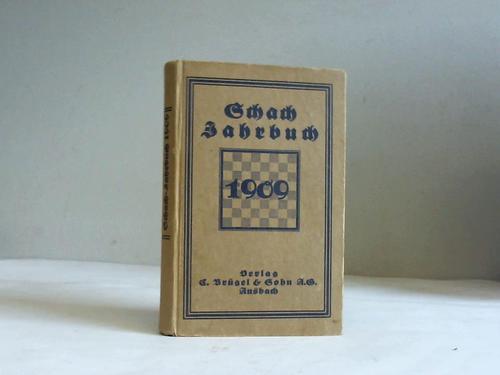 Schach
Jahrbuch
1909
Verlag
C. Brügel & Sohn A.G.
Ansbach